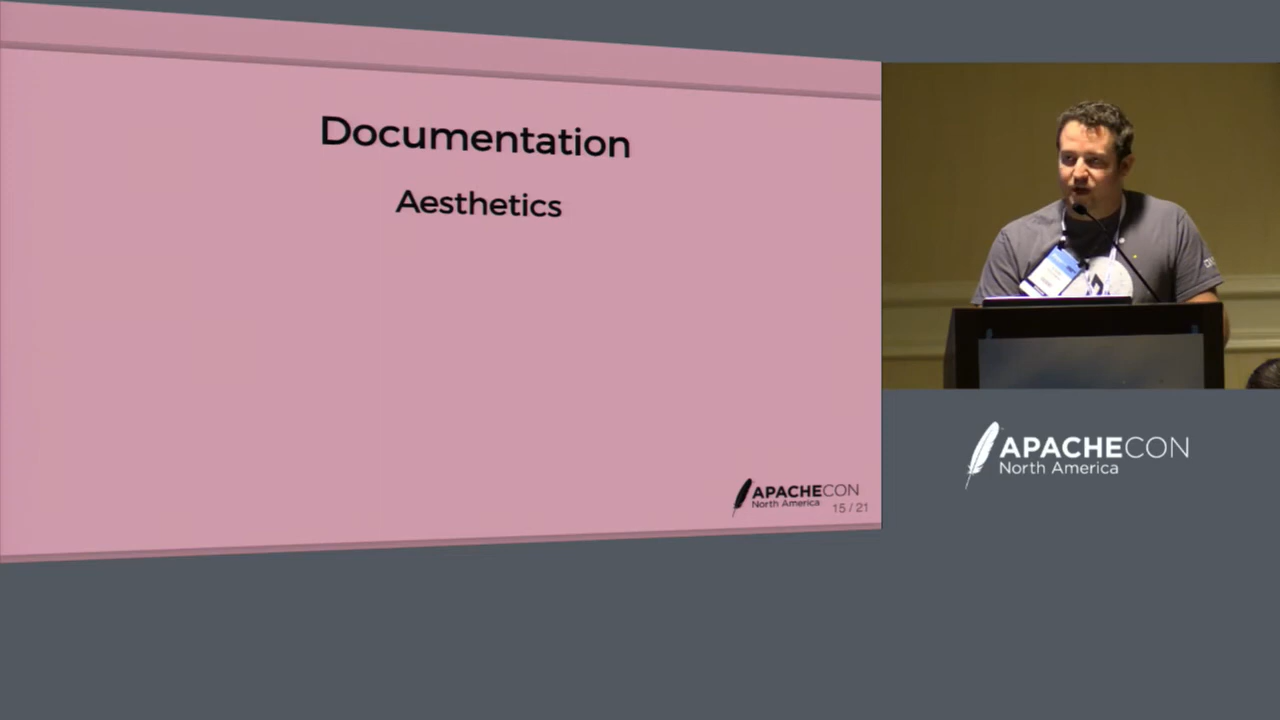 Documentation
Aesthetics
APACHECON
North America
15 / 21
APACHECON
North America